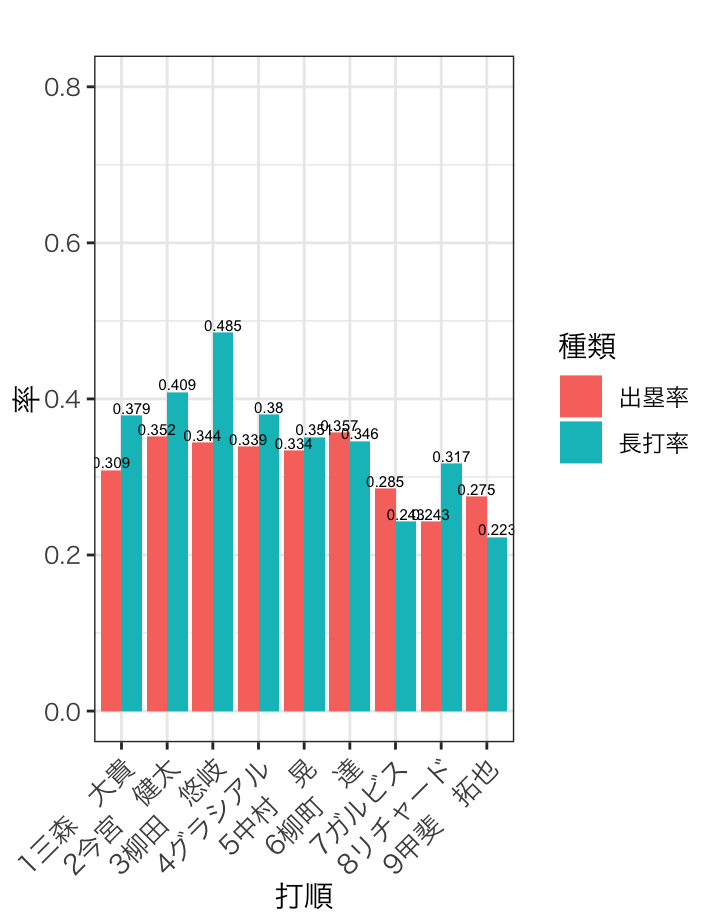 0.8
0.6
0.4
0.2
0.0
率
0.309
0.379
0.352
0.409
0.344
0.485
0.339
0.38
0.334
0.351
0.357
0.346
0.285
0.243
0.243
0.317
0.275
0.223
1三森　大貴
2今宮　健太
3柳田　悠岐
4グラシアル
5中村　晃
6柳町　達
7ガルビス
8リチャード
9甲斐　拓也
打順
種類
出塁率
長打率